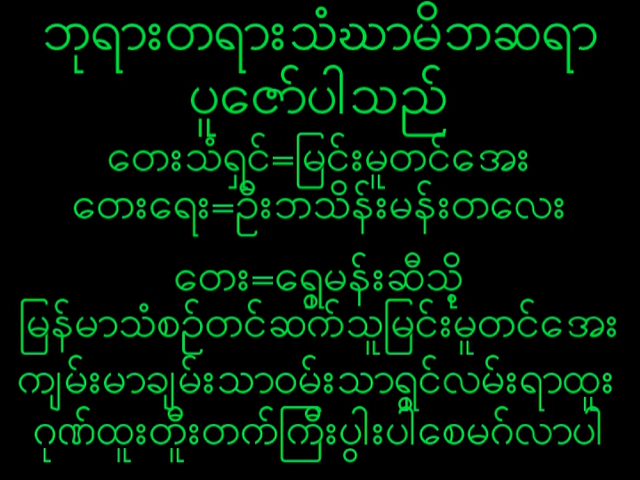 ဘုရားတရားသံဃာမိဘဆရာ
ပူဇော်ပါသည်
တေးသံရှင်=မြင်းမူတင်အေး
တေးရေး=ဦးဘသိန်းမန်းတလေး
တေး=ရွှေမန်းဆီသို့
မြန်မာသံစဉ်တင်ဆက်သူမြင်းမူတင်အေး
ကျမ်းမာချမ်းသာဝမ်းသာရွှင်လမ်းရာထူး
ဂုဏ်ထူးတိုးတက်ကြီးပွါးပါစေမင်္ဂလာပါ